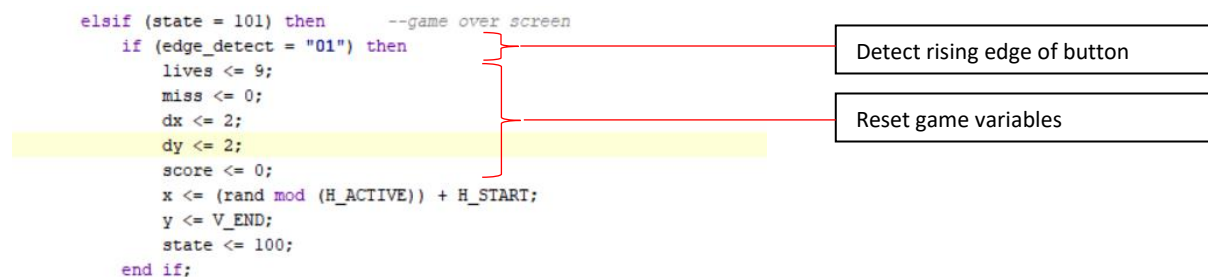 elsif (state = 101) then --game over screen
if (edge_detect = "01") then
Detect rising edge of button
lives <= 9;
miss <= 0;
dx <= 2;
Reset game variables
dy <= 2;
score <= 0;
x <= (rand mod (H_ACTIVE)) + H_START;
y <= V_END;
state <= 100;
end if;